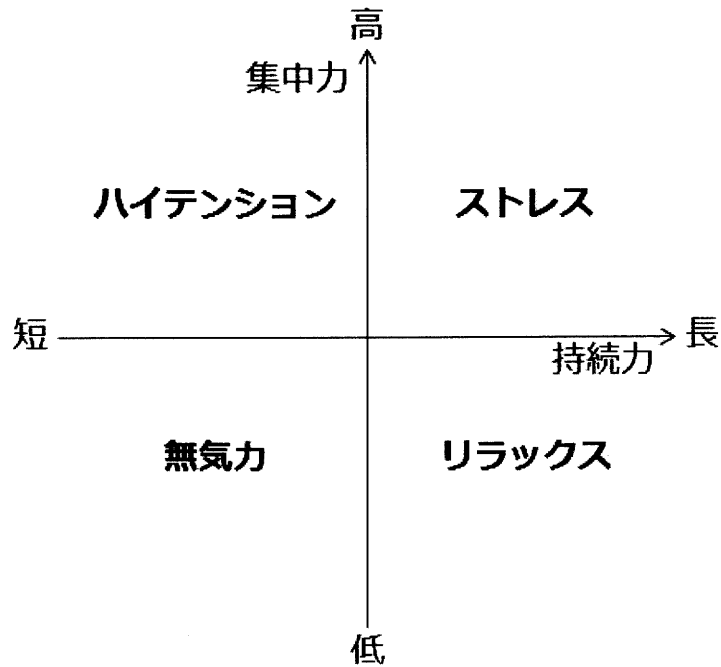 高
集中力
ハイテンション
ストレス
短
長
持続力
無気力
リラックス
低